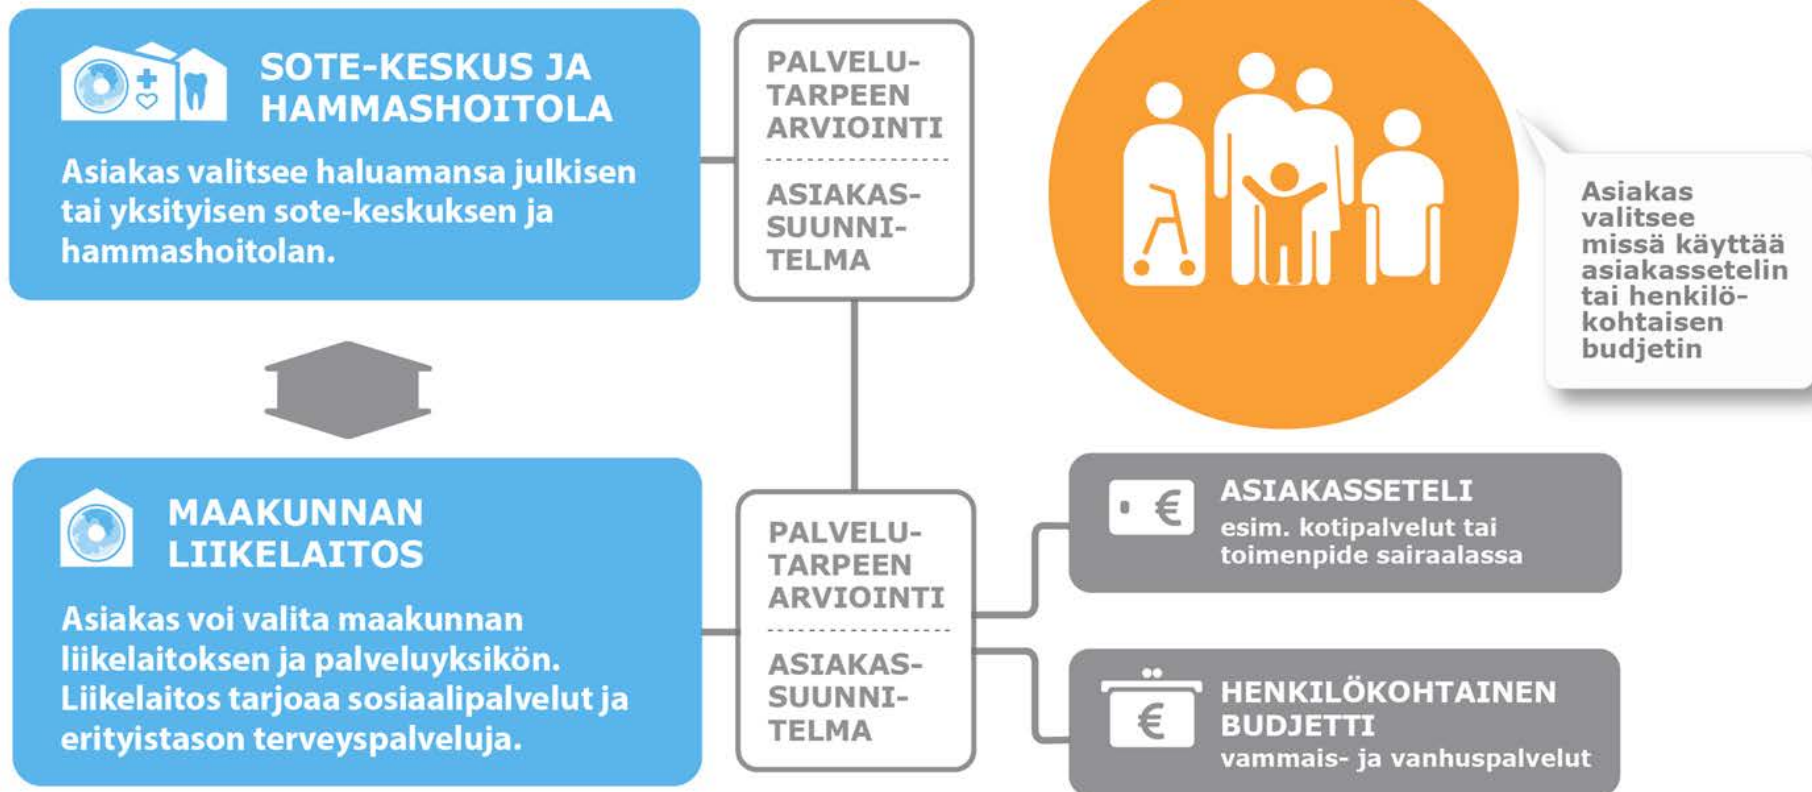 SOTE-KESKUS JA
HAMMASHOITOLA
Asiakas valitsee haluamansa julkisen
tai yksityisen sote-keskuksen ja
hammashoitolan.
PALVELU-
TARPEEN
ARVIOINTI
ASIAKAS-
SUUNNI-
TELMA
Asiakas
valitsee
missä käyttää
asiakassetelin
tai henkilö-
kohtaisen
budjetin
MAAKUNNAN
LIIKELAITOS
Asiakas voi valita maakunnan
liikelaitoksen ja palveluyksikön.
Liikelaitos tarjoaa sosiaalipalvelut ja
erityistason terveyspalveluja.
PALVELU-
TARPEEN
ARVIOINTI
ASIAKAS-
SUUNNI-
TELMA
€
ASIAKASSETELI
esim. kotipalvelut tai
toimenpide sairaalassa
€
HENKILÖKOHTAINEN
BUDJETTI
vammais- ja vanhuspalvelut